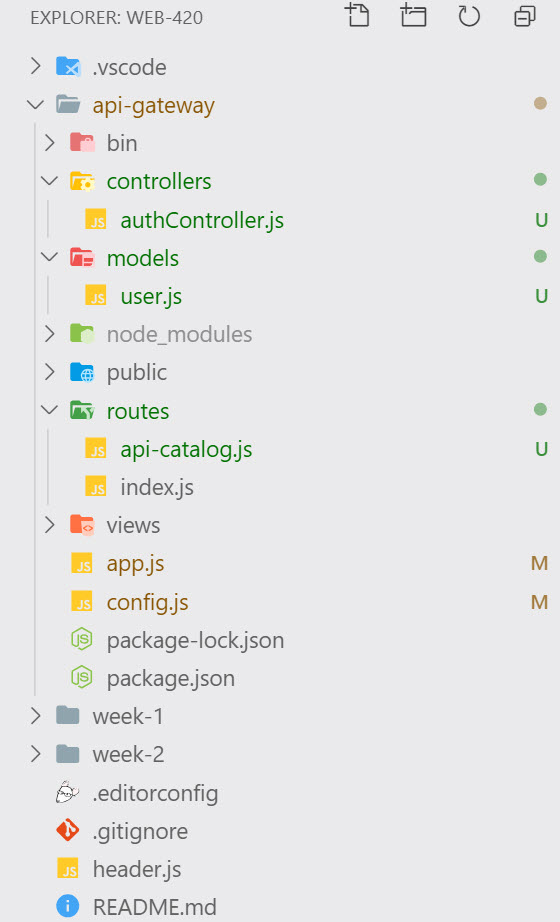 EXPLORER: WEB-420
.vscode
api-gateway
bin
controllers
JS authController.js U
models
JS user.js U
node_modules
public
routes
JS api-catalog.js U
JS index.js
views
JS app.js M
JS config.js M
JS package-lock.json
JS package.json
week-1
week-2
.editorconfig
.gitignore
JS header.js
README.md